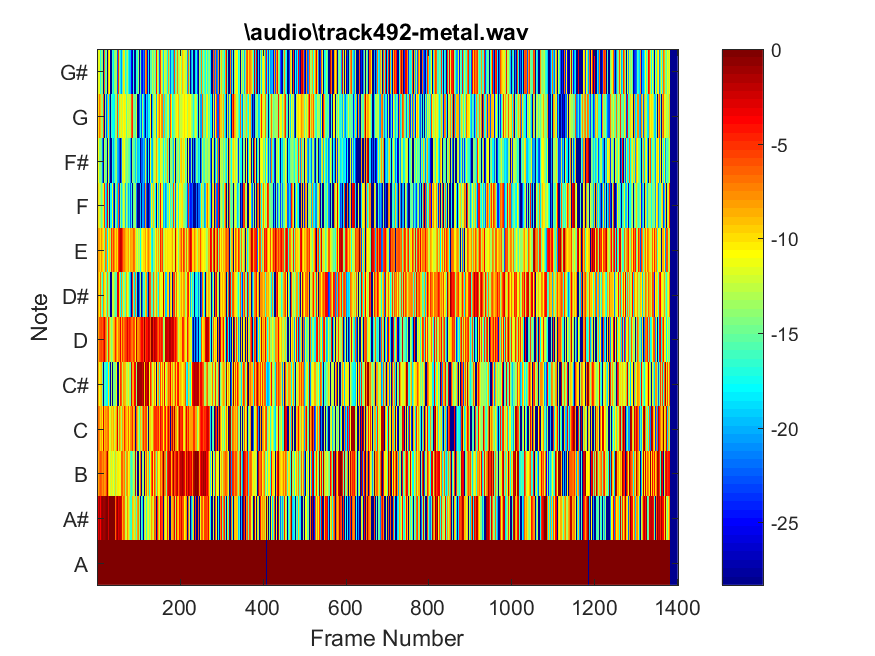 \audio\track492-metal.wav
G#
G
F#
F
E
D#
D
C#
C
B
A#
A
Note
200
400
600
800
1000
1200
1400
Frame Number
0
-5
-10
-15
-20
-25